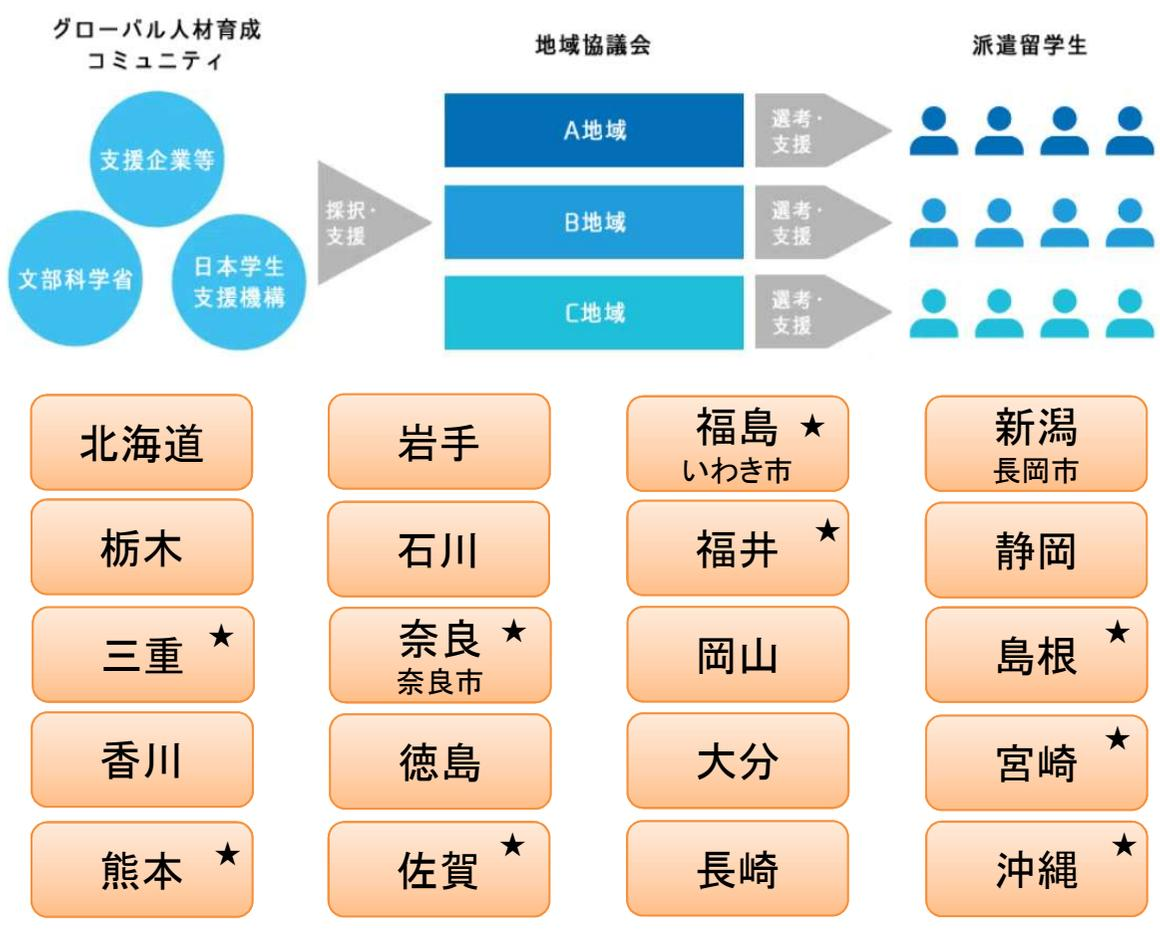 グローバル人材育成
コミュニティ
地域協議会
派遣留学生
支援企業等
文部科学省
日本学生
支援機構
採択・
支援
A地域
選考・
支援
B地域
選考・
支援
C地域
選考・
支援
北海道
岩手
福島 ★
いわき市
新潟
長岡市
栃木
石川
福井 ★
静岡
三重 ★
奈良 ★
奈良市
岡山
島根 ★
香川
徳島
大分
宮崎 ★
熊本 ★
佐賀 ★
長崎
沖縄 ★